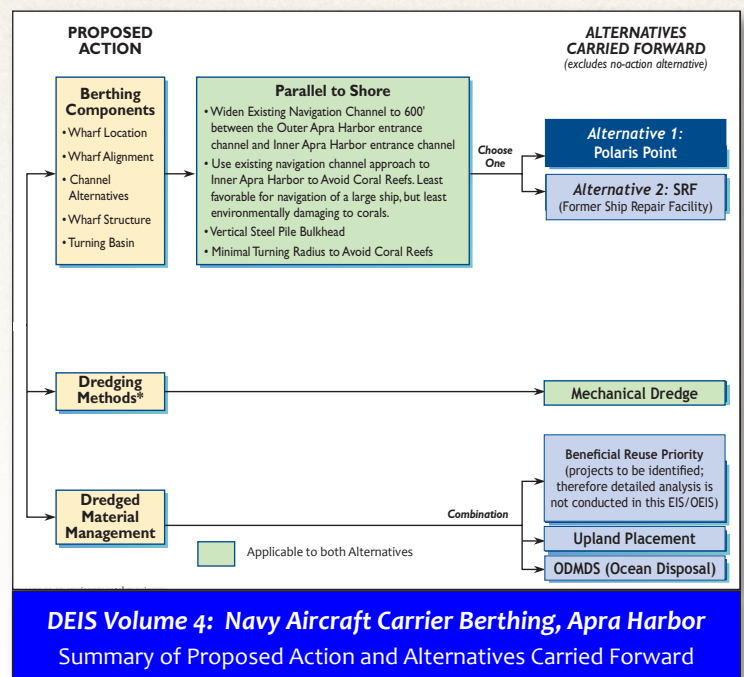 PROPOSED
ACTION
ALTERNATIVES
CARRIED FORWARD
(excludes no-action alternative)
Berthing
Components
• Wharf Location
• Wharf Alignment
• Channel
Alternatives
• Wharf Structure
• Turning Basin
Parallel to Shore
• Widen Existing Navigation Channel to 600'
between the Outer Apra Harbor entrance
channel and Inner Apra Harbor entrance channel
• Use existing navigation channel approach to
Inner Apra Harbor to Avoid Coral Reefs. Least
favorable for navigation of a large ship, but least
environmentally damaging to corals.
• Vertical Steel Pile Bulkhead
• Minimal Turning Radius to Avoid Coral Reefs
Choose
One
Alternative 1:
Polaris Point
Alternative 2: SRF
(Former Ship Repair Facility)
Dredging
Methods*
Mechanical Dredge
Dredged
Material
Management
Combination
Beneficial Reuse Priority
(projects to be identified;
therefore detailed analysis is
not conducted in this EIS/OEIS)
Upland Placement
ODMDS (Ocean Disposal)
Applicable to both Alternatives
DEIS Volume 4: Navy Aircraft Carrier Berthing, Apra Harbor
Summary of Proposed Action and Alternatives Carried Forward